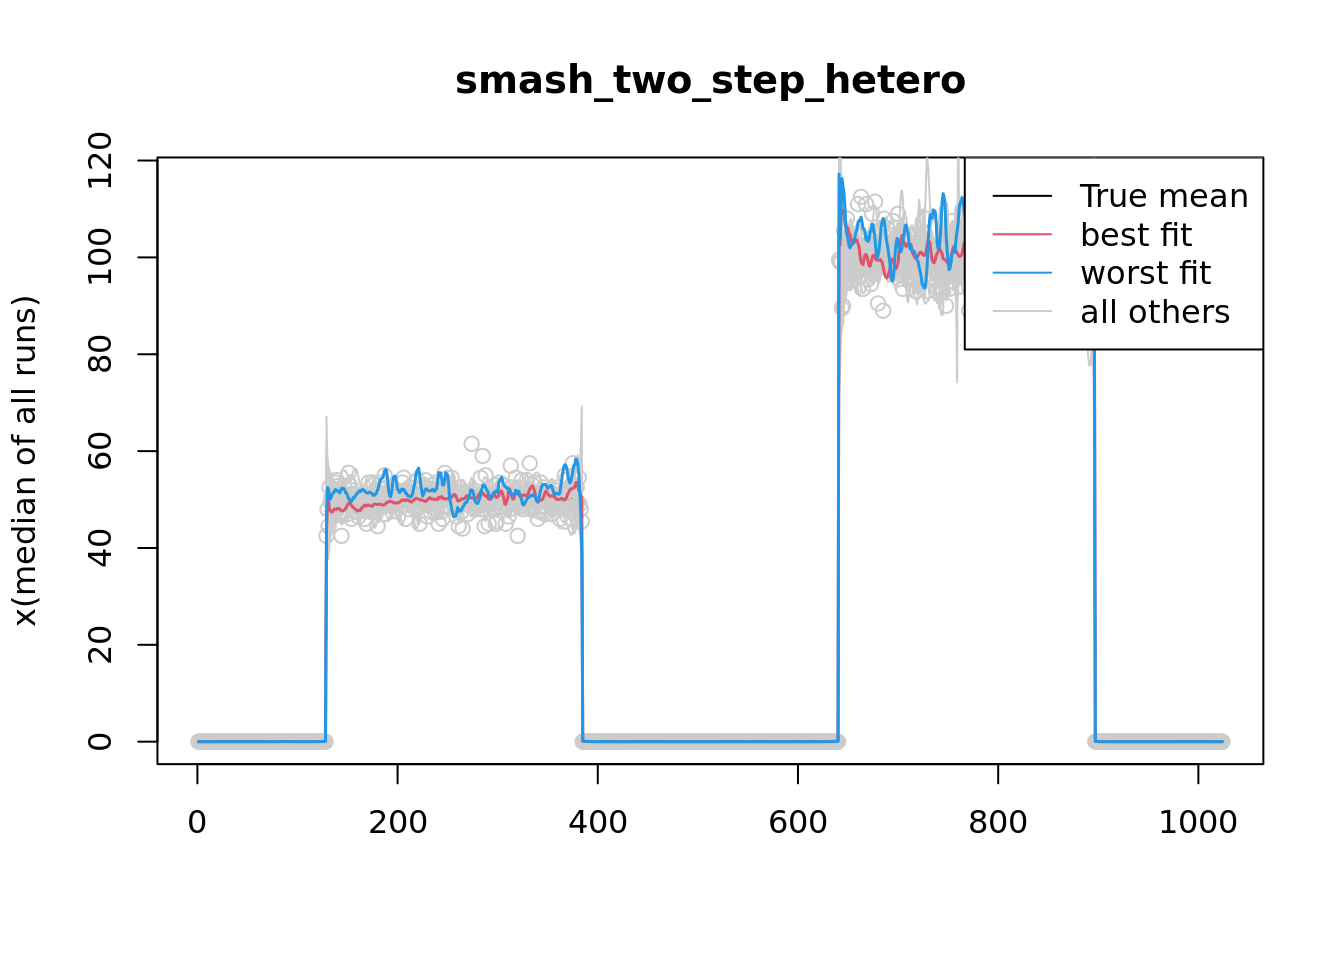 smash_two_step_hetero
x(median of all runs)
120
100
80
60
40
20
0
True mean
best fit
worst fit
all others
0 200 400 600 800 1000